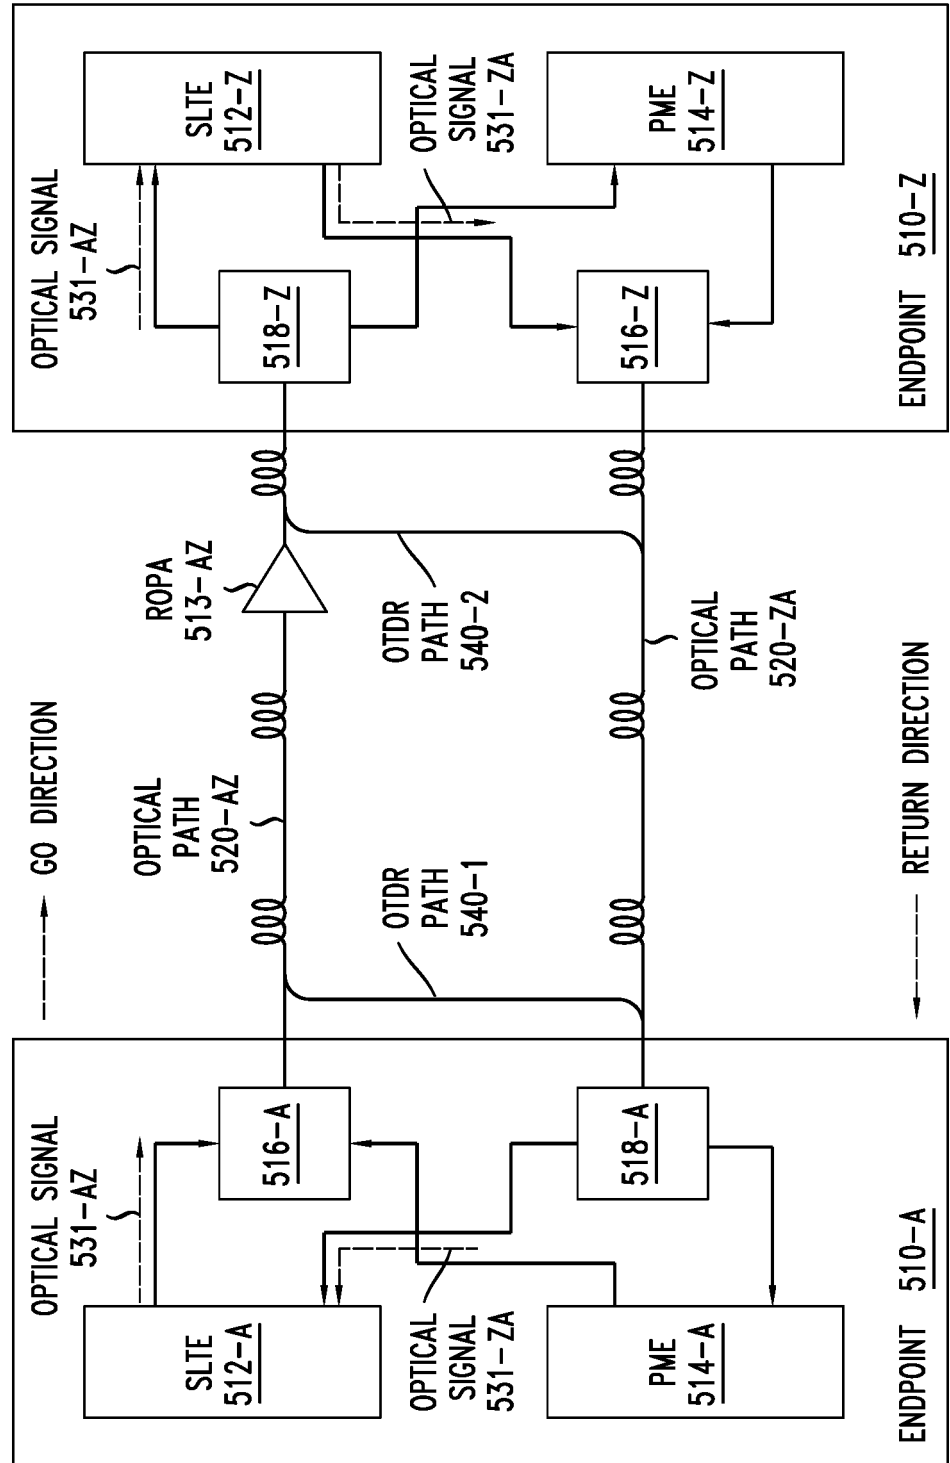 OPTICAL SIGNAL
531-AZ
SLTE
512-A
516-A
OPTICAL
SIGNAL
531-ZA
PME
514-A
518-A
ENDPOINT 510-A
GO DIRECTION
OPTICAL
PATH
520-AZ
ROPA
513-AZ
OTDR
PATH
540-1
OTDR
PATH
540-2
OPTICAL
PATH
520-ZA
RETURN DIRECTION
OPTICAL SIGNAL
531-AZ
SLTE
512-Z
518-Z
OPTICAL
SIGNAL
531-ZA
PME
514-Z
516-Z
ENDPOINT 510-Z